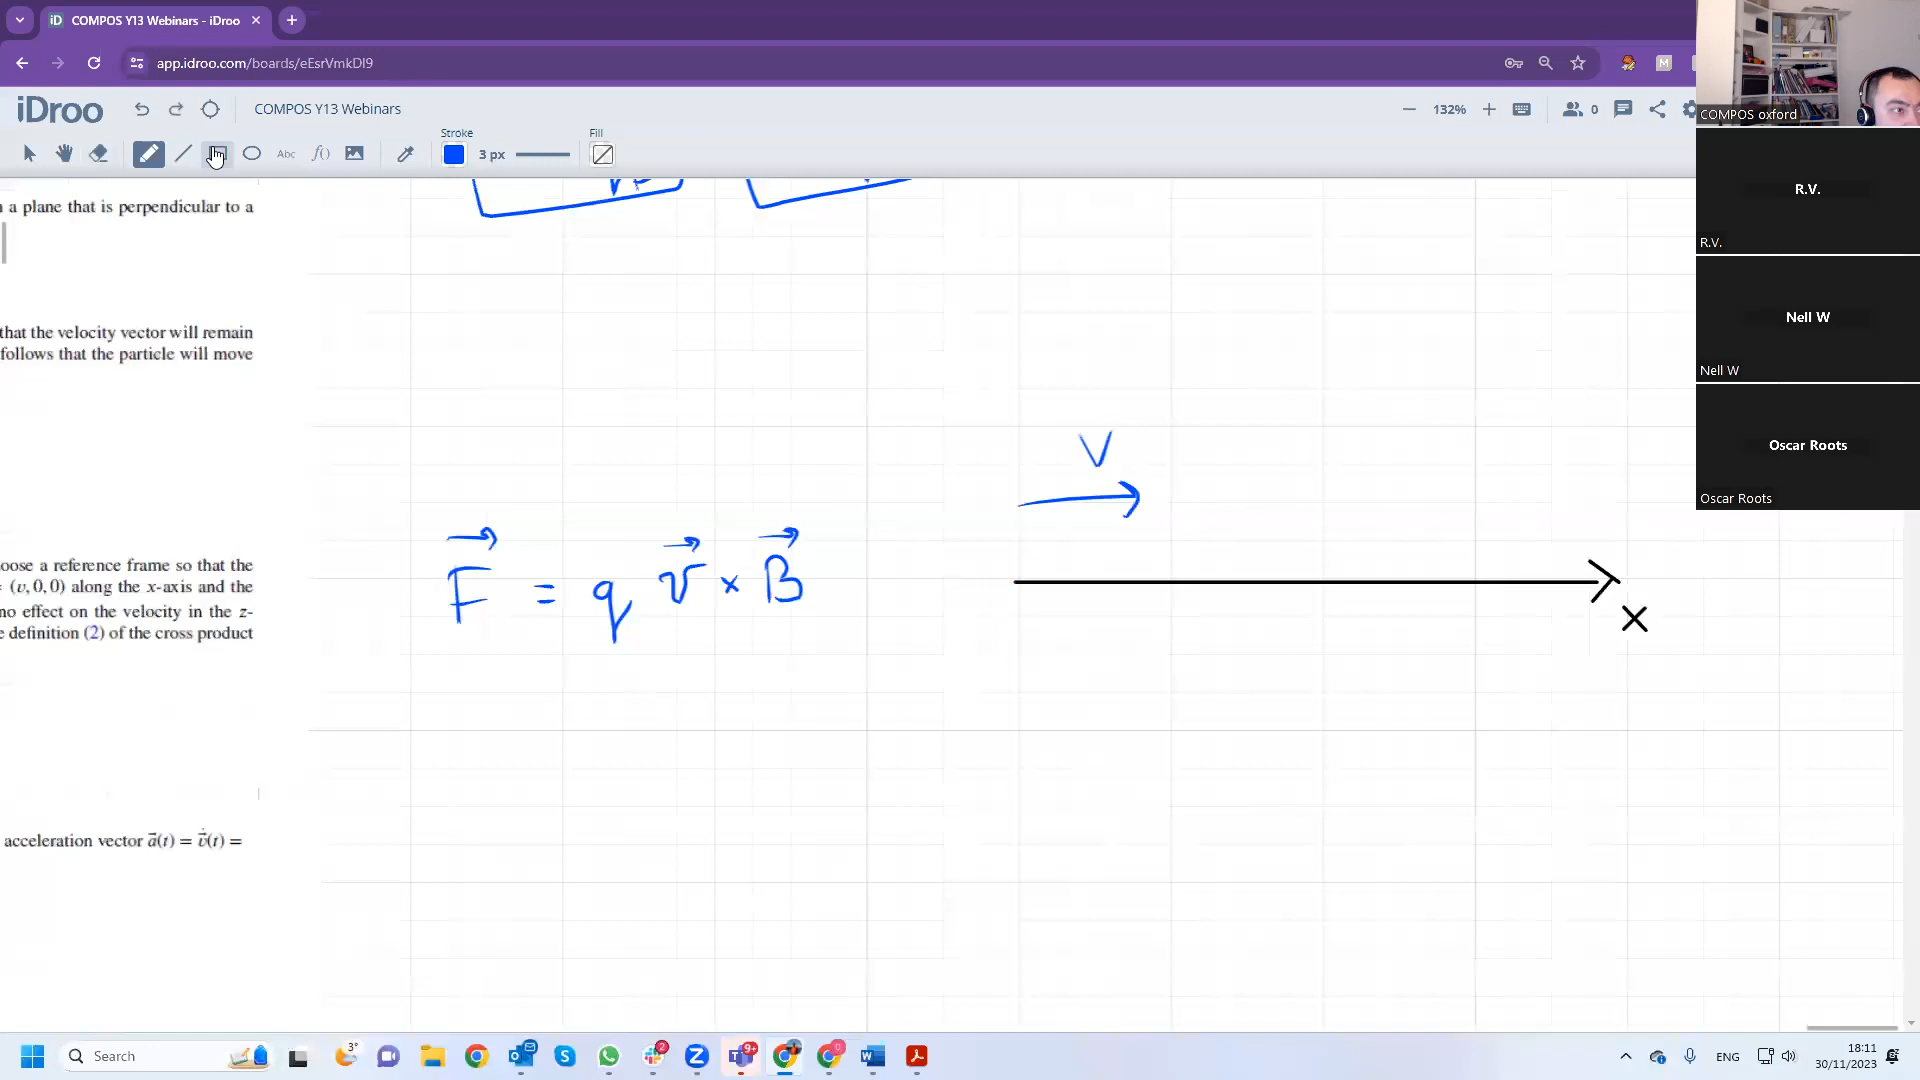 COMPOS Y13 Webinars - iDroo
app.idroo.com/boards/eEsrVmkDI9
M
iDroo
COMPOS Y13 Webinars
132%
0
Stroke
3 px
Fill
Abc
f()
COMPOS oxford
R.V.
R.V.
Nell W
Nell W
Oscar Roots
Oscar Roots
a plane that is perpendicular to a
that the velocity vector will remain
follows that the particle will move
oose a reference frame so that the
= (v, 0, 0) along the x-axis and the
no effect on the velocity in the z-
e definition (2) of the cross product
acceleration vector a⃗(t) = v⃗̇(t) =
V
F⃗ = q v⃗ × B⃗
x
Search
3°
2
9+
ENG
18:11
30/11/2023